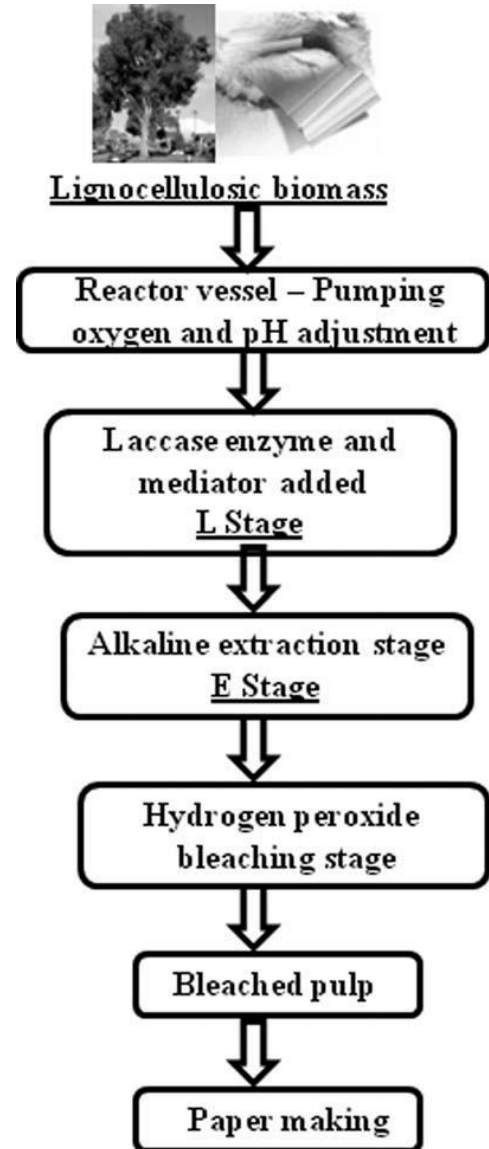 Lignocellulosic biomass
Reactor vessel – Pumping
oxygen and pH adjustment
Laccase enzyme and
mediator added
L Stage
Alkaline extraction stage
E Stage
Hydrogen peroxide
bleaching stage
Bleached pulp
Paper making